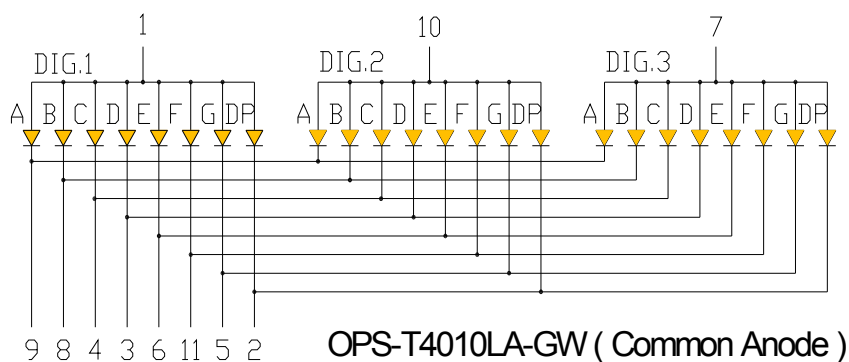 1 10 7
DIG.1 DIG.2 DIG.3
A B C D E F G DP A B C D E F G DP A B C D E F G DP
9 8 4 3 6 11 5 2
OPS-T4010LA-GW ( Common Anode )